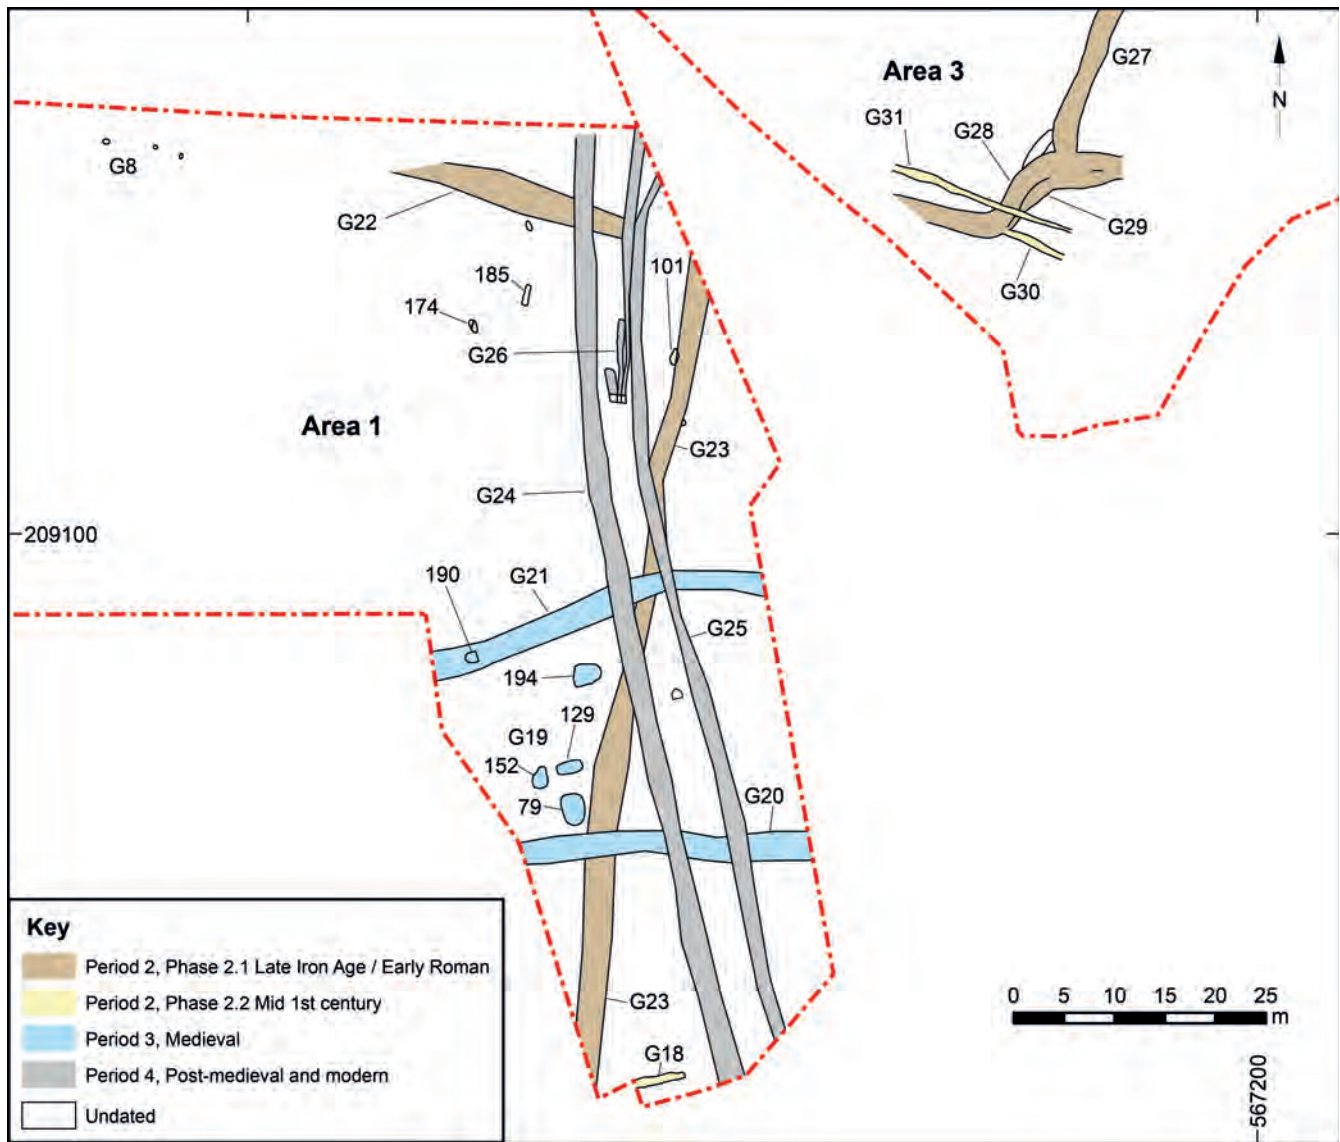 Area 3
G27
N
G31
G28
G8
G22
G29
101
185
G30
174
G26
Area 1
G23
G24
209100
190
G21
G25
194
129
G19
152
79
G20
Key
Period 2, Phase 2.1 Late Iron Age / Early Roman
Period 2, Phase 2.2 Mid 1st century
Period 3, Medieval
Period 4, Post-medieval and modern
Undated
G23
G18
0 5 10 15 20 25
m
567200